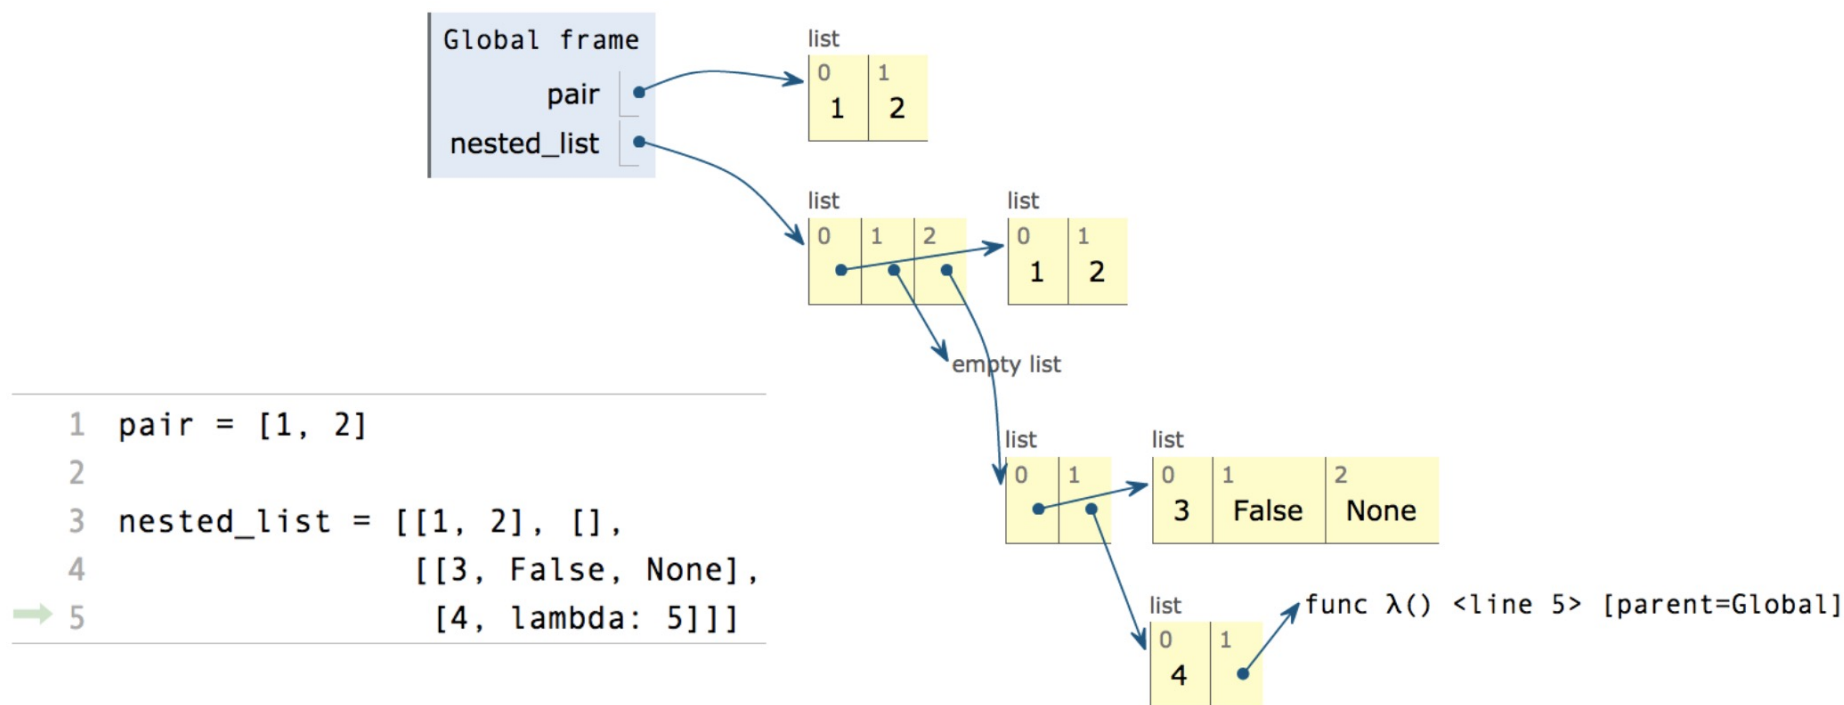 Global frame
pair
nested_list
list
0 1
1 2
list
0 1 2
list
0 1
1 2
empty list
list
0 1
list
0 1 2
3 False None
list
0 1
4
func λ() <line 5> [parent=Global]
1 pair = [1, 2]
2
3 nested_list = [[1, 2], [],
4 [[3, False, None],
5 [4, lambda: 5]]]